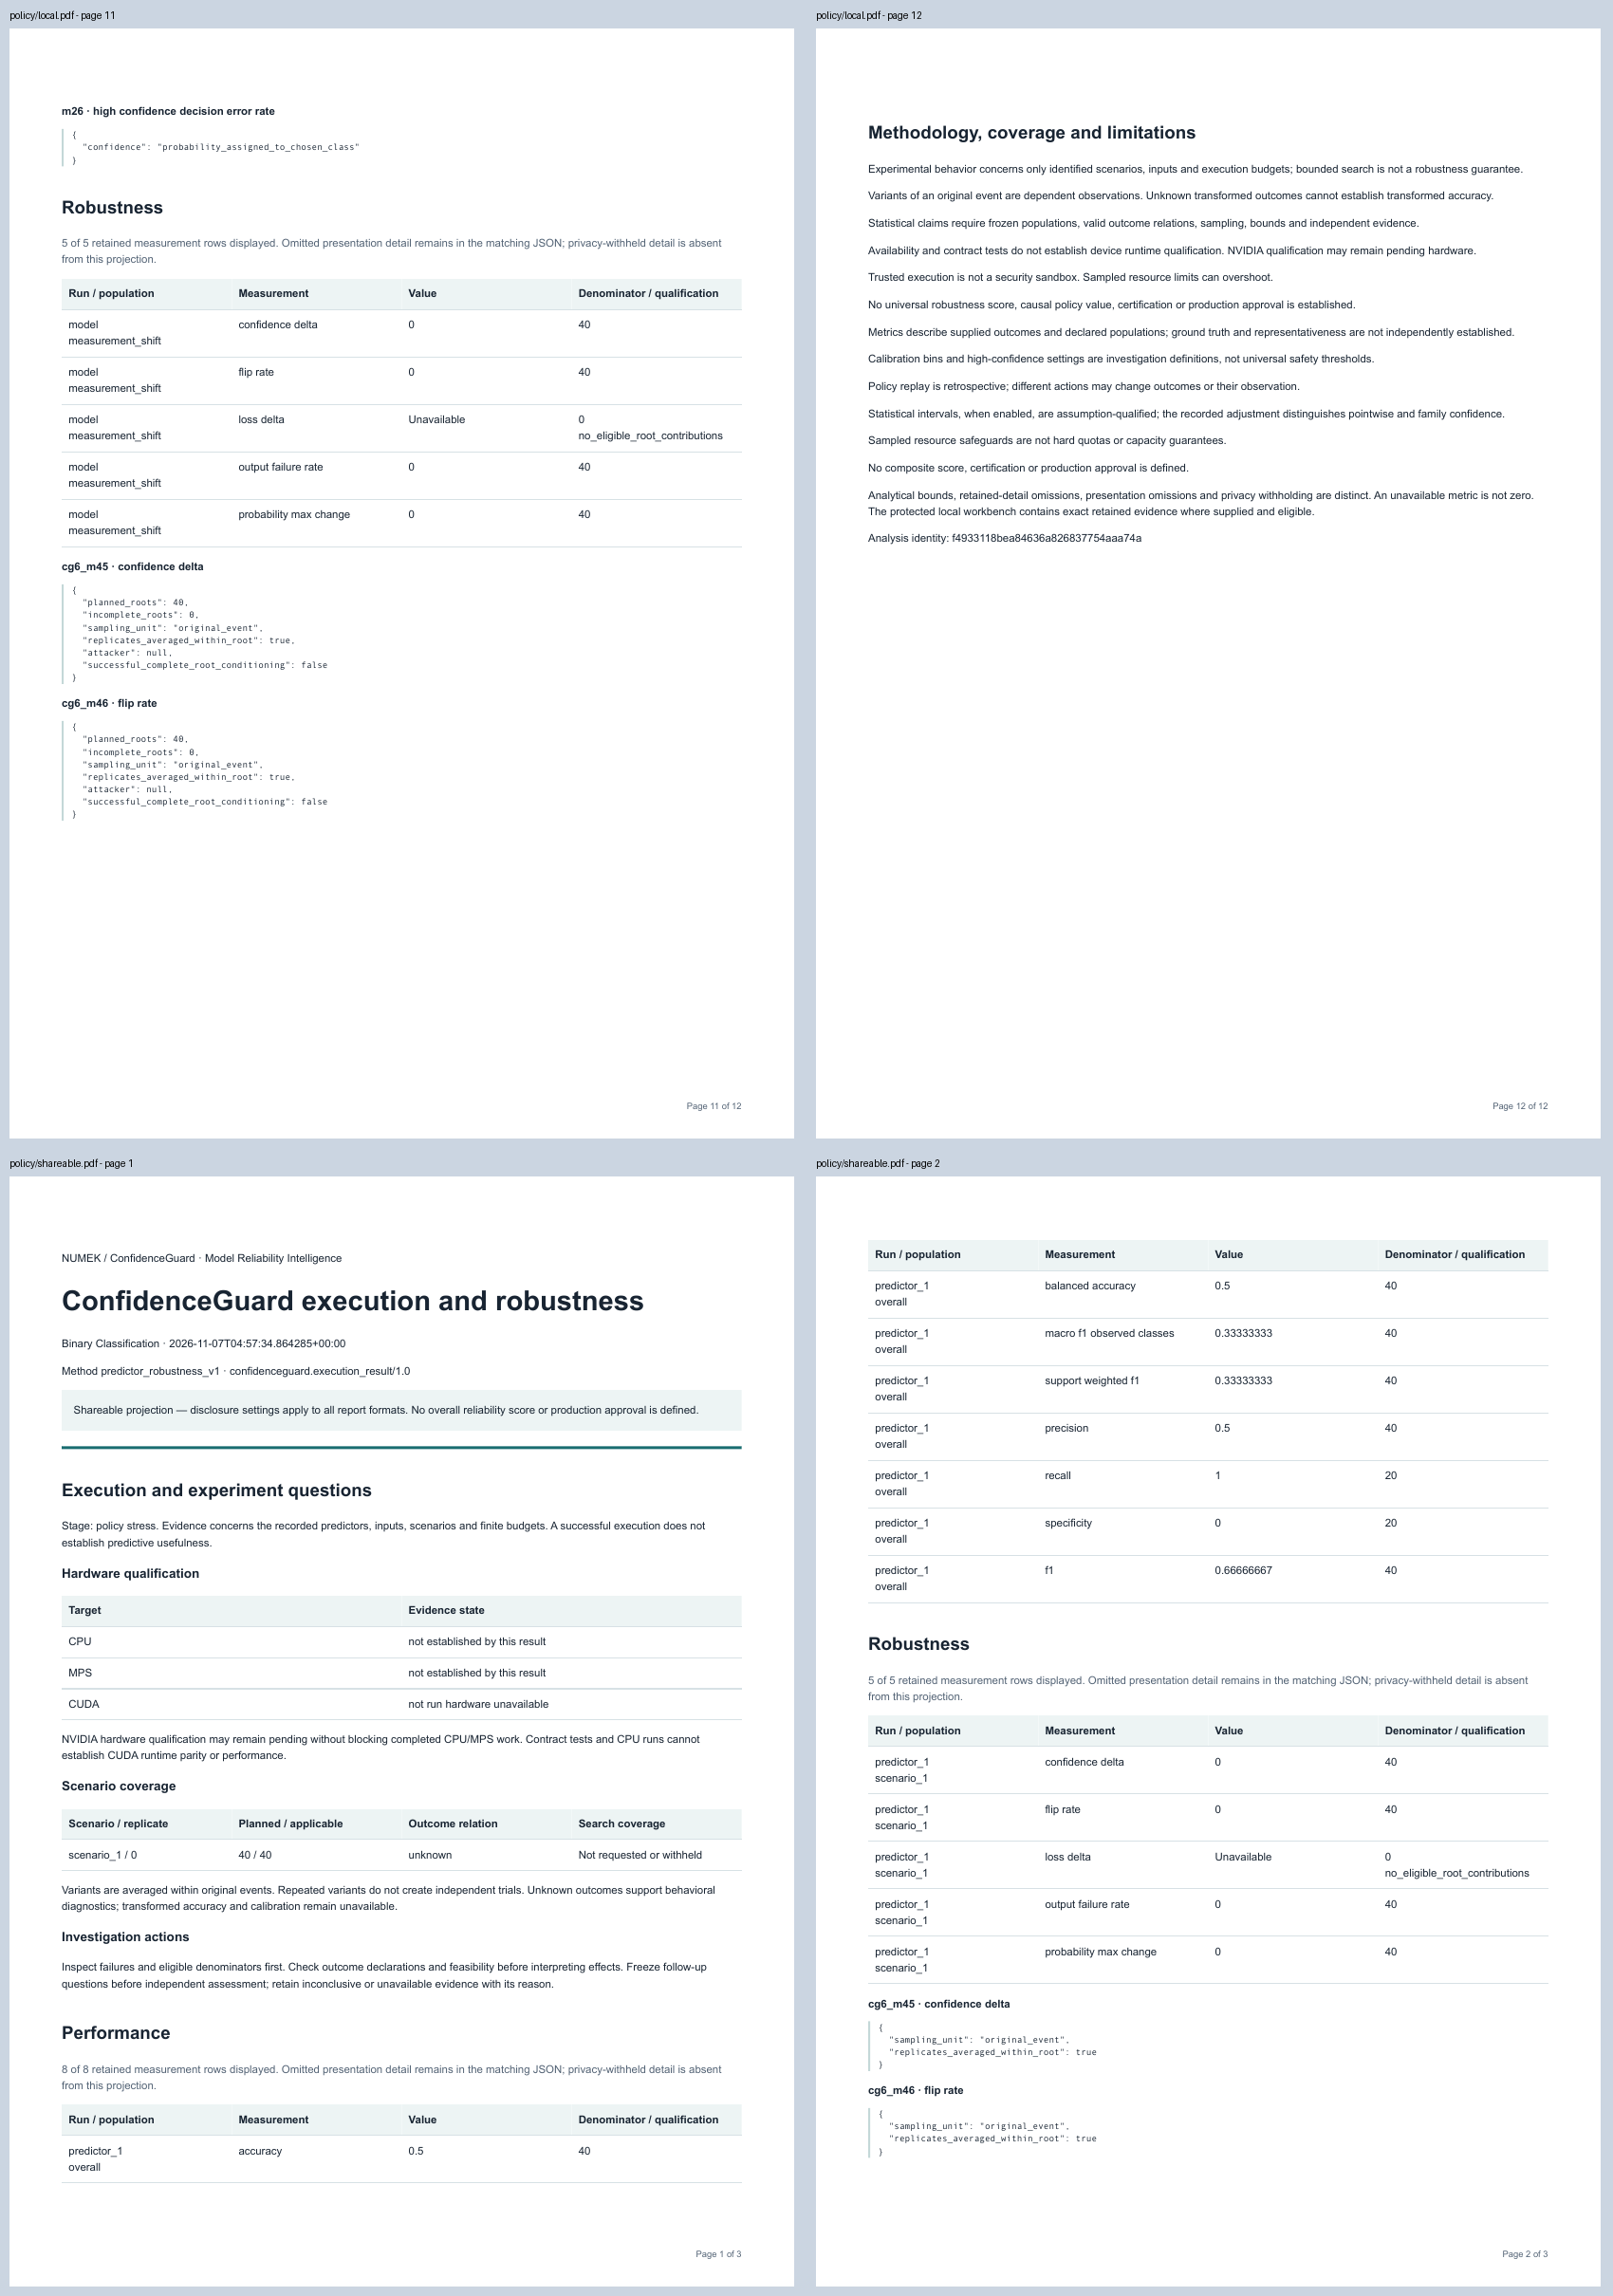 policy/local.pdf - page 11
m26 · high confidence decision error rate
{
"confidence": "probability_assigned_to_chosen_class"
}
Robustness
5 of 5 retained measurement rows displayed. Omitted presentation detail remains in the matching JSON; privacy-withheld detail is absent
from this projection.
Run / population Measurement Value Denominator / qualification
model confidence delta 0 40
measurement_shift
model flip rate 0 40
measurement_shift
model loss delta Unavailable 0
measurement_shift no_eligible_root_contributions
model output failure rate 0 40
measurement_shift
model probability max change 0 40
measurement_shift
cg6_m45 · confidence delta
{
"planned_roots": 40,
"incomplete_roots": 0,
"sampling_unit": "original_event",
"replicates_averaged_within_root": true,
"attacker": null,
"successful_complete_root_conditioning": false
}
cg6_m46 · flip rate
{
"planned_roots": 40,
"incomplete_roots": 0,
"sampling_unit": "original_event",
"replicates_averaged_within_root": true,
"attacker": null,
"successful_complete_root_conditioning": false
}
Page 11 of 12
policy/local.pdf - page 12
Methodology, coverage and limitations
Experimental behavior concerns only identified scenarios, inputs and execution budgets; bounded search is not a robustness guarantee.
Variants of an original event are dependent observations. Unknown transformed outcomes cannot establish transformed accuracy.
Statistical claims require frozen populations, valid outcome relations, sampling, bounds and independent evidence.
Availability and contract tests do not establish device runtime qualification. NVIDIA qualification may remain pending hardware.
Trusted execution is not a security sandbox. Sampled resource limits can overshoot.
No universal robustness score, causal policy value, certification or production approval is established.
Metrics describe supplied outcomes and declared populations; ground truth and representativeness are not independently established.
Calibration bins and high-confidence settings are investigation definitions, not universal safety thresholds.
Policy replay is retrospective; different actions may change outcomes or their observation.
Statistical intervals, when enabled, are assumption-qualified; the recorded adjustment distinguishes pointwise and family confidence.
Sampled resource safeguards are not hard quotas or capacity guarantees.
No composite score, certification or production approval is defined.
Analytical bounds, retained-detail omissions, presentation omissions and privacy withholding are distinct. An unavailable metric is not zero.
The protected local workbench contains exact retained evidence where supplied and eligible.
Analysis identity: f4933118bea84636a826837754aaa74a
Page 12 of 12
policy/shareable.pdf - page 1
NUMEK / ConfidenceGuard · Model Reliability Intelligence
ConfidenceGuard execution and robustness
Binary Classification · 2026-11-07T04:57:34.864285+00:00
Method predictor_robustness_v1 · confidenceguard.execution_result/1.0
Shareable projection — disclosure settings apply to all report formats. No overall reliability score or production approval is defined.
Execution and experiment questions
Stage: policy stress. Evidence concerns the recorded predictors, inputs, scenarios and finite budgets. A successful execution does not
establish predictive usefulness.
Hardware qualification
Target Evidence state
CPU not established by this result
MPS not established by this result
CUDA not run hardware unavailable
NVIDIA hardware qualification may remain pending without blocking completed CPU/MPS work. Contract tests and CPU runs cannot
establish CUDA runtime parity or performance.
Scenario coverage
Scenario / replicate Planned / applicable Outcome relation Search coverage
scenario_1 / 0 40 / 40 unknown Not requested or withheld
Variants are averaged within original events. Repeated variants do not create independent trials. Unknown outcomes support behavioral
diagnostics; transformed accuracy and calibration remain unavailable.
Investigation actions
Inspect failures and eligible denominators first. Check outcome declarations and feasibility before interpreting effects. Freeze follow-up
questions before independent assessment; retain inconclusive or unavailable evidence with its reason.
Performance
8 of 8 retained measurement rows displayed. Omitted presentation detail remains in the matching JSON; privacy-withheld detail is absent
from this projection.
Run / population Measurement Value Denominator / qualification
predictor_1 accuracy 0.5 40
overall
Page 1 of 3
policy/shareable.pdf - page 2
Run / population Measurement Value Denominator / qualification
predictor_1 balanced accuracy 0.5 40
overall
predictor_1 macro f1 observed classes 0.33333333 40
overall
predictor_1 support weighted f1 0.33333333 40
overall
predictor_1 precision 0.5 40
overall
predictor_1 recall 1 20
overall
predictor_1 specificity 0 20
overall
predictor_1 f1 0.66666667 40
overall
Robustness
5 of 5 retained measurement rows displayed. Omitted presentation detail remains in the matching JSON; privacy-withheld detail is absent
from this projection.
Run / population Measurement Value Denominator / qualification
predictor_1 confidence delta 0 40
scenario_1
predictor_1 flip rate 0 40
scenario_1
predictor_1 loss delta Unavailable 0
scenario_1 no_eligible_root_contributions
predictor_1 output failure rate 0 40
scenario_1
predictor_1 probability max change 0 40
scenario_1
cg6_m45 · confidence delta
{
"sampling_unit": "original_event",
"replicates_averaged_within_root": true
}
cg6_m46 · flip rate
{
"sampling_unit": "original_event",
"replicates_averaged_within_root": true
}
Page 2 of 3